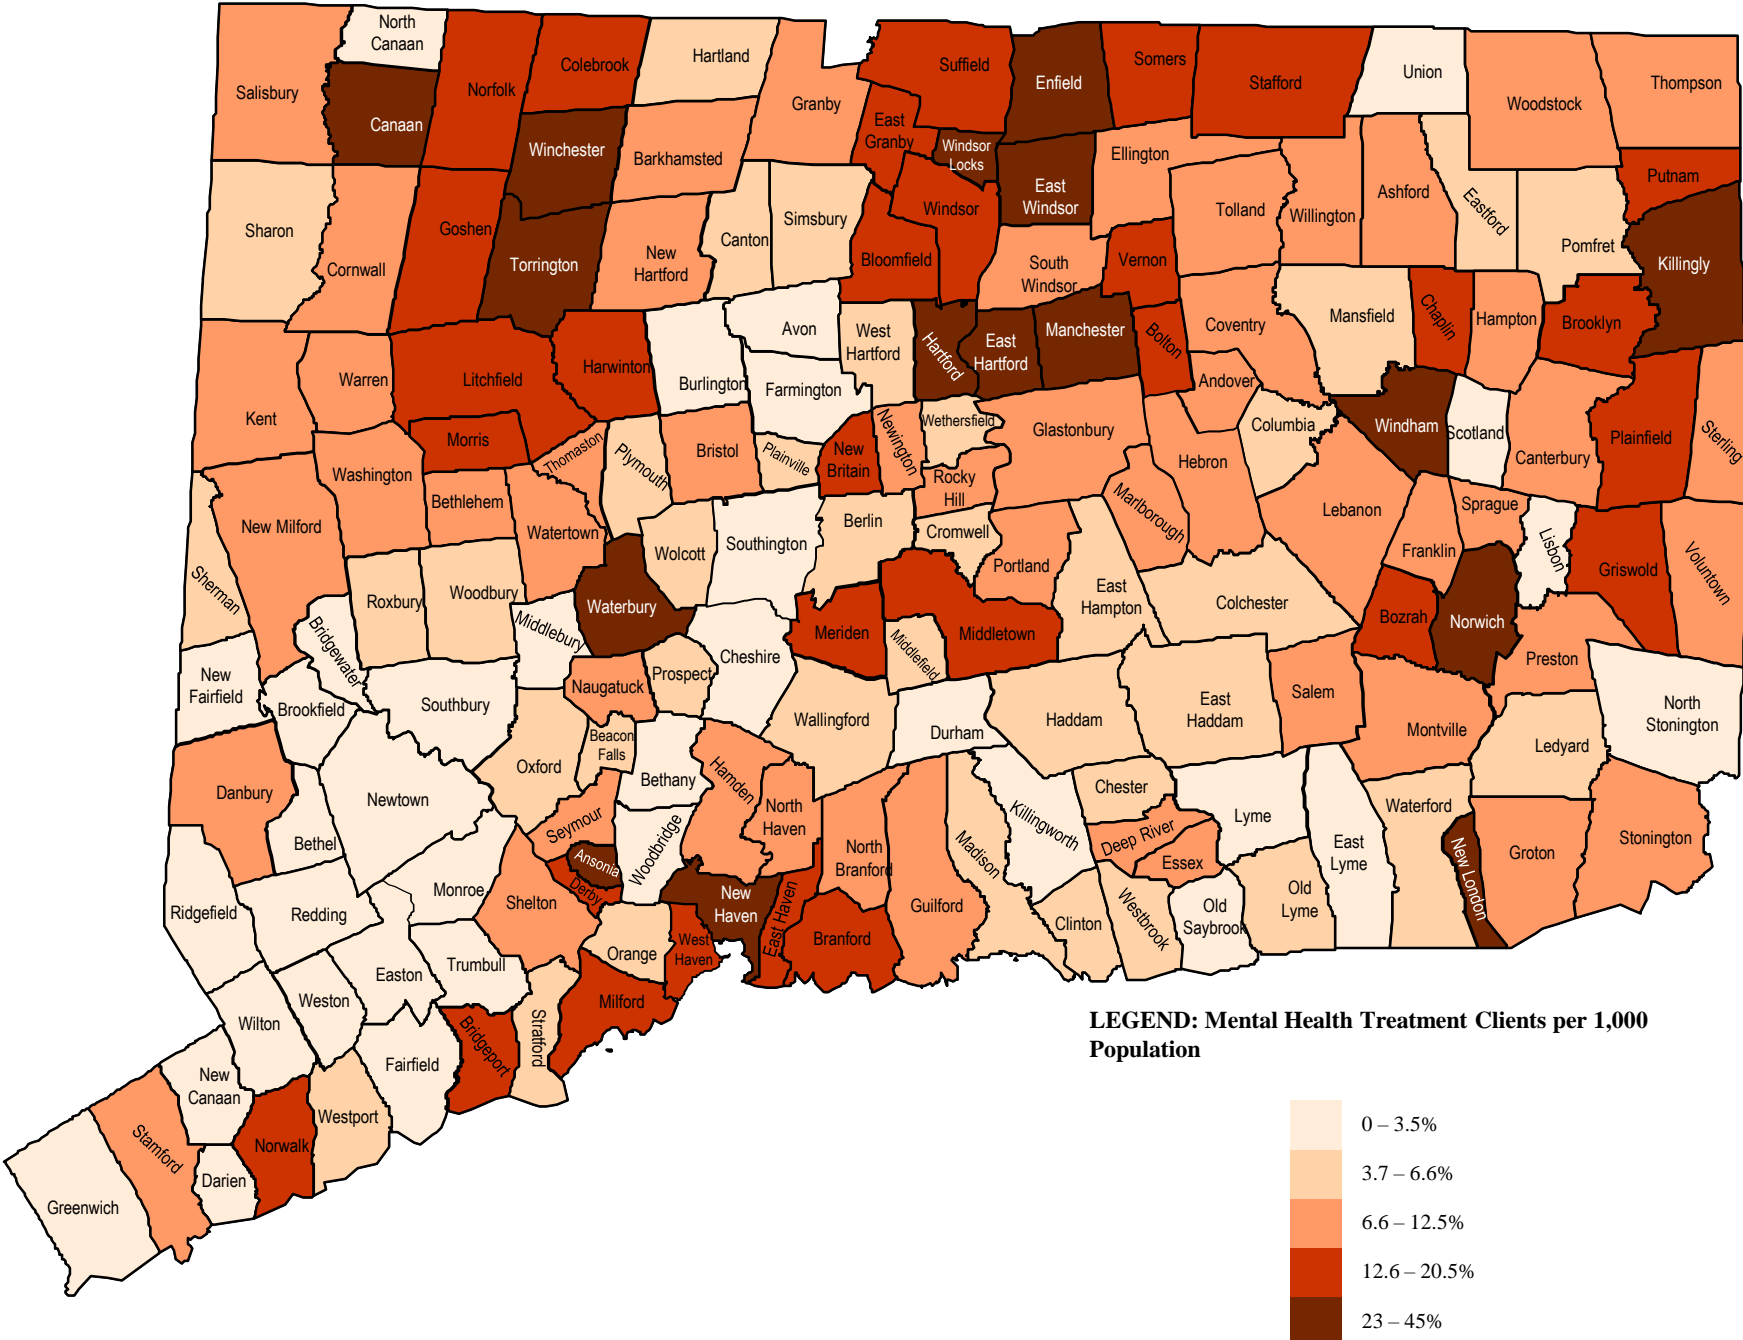 North
Canaan
Salisbury
Canaan
Norfolk
Colebrook
Hartland
Granby
Suffield
Enfield
Somers
Stafford
Union
Woodstock
Thompson
East
Granby
Windsor
Locks
Winchester
Barkhamsted
Ellington
Putnam
Sharon
Cornwall
Goshen
Torrington
New
Hartford
Canton
Simsbury
Bloomfield
Windsor
East
Windsor
South
Windsor
Vernon
Tolland
Willington
Ashford
Eastford
Pomfret
Killingly
Kent
Warren
Litchfield
Harwinton
Burlington
Avon
Farmington
West
Hartford
Hartford
East
Hartford
Manchester
Bolton
Coventry
Andover
Mansfield
Chaplin
Hampton
Brooklyn
Morris
Washington
Bethlehem
Thomaston
Plymouth
Bristol
Plainville
New
Britain
Newington
Wethersfield
Rocky
Hill
Glastonbury
Hebron
Marlborough
Columbia
Windham
Scotland
Canterbury
Plainfield
Sterling
New Milford
Sherman
Watertown
Wolcott
Southington
Berlin
Cromwell
Portland
East
Hampton
Lebanon
Franklin
Sprague
Lisbon
Griswold
Voluntown
Roxbury
Woodbury
Waterbury
Middlebury
Bridgewater
Meriden
Middletown
Middlefield
Colchester
Bozrah
Norwich
Preston
New
Fairfield
Brookfield
Southbury
Naugatuck
Prospect
Cheshire
Wallingford
Durham
Haddam
East
Haddam
Salem
Montville
Ledyard
North
Stonington
Danbury
Bethel
Newtown
Oxford
Beacon
Falls
Bethany
Hamden
North
Haven
Seymour
Woodbridge
Killingworth
Chester
Deep River
Essex
Lyme
East
Lyme
Waterford
New London
Groton
Stonington
Ridgefield
Redding
Monroe
Shelton
Ansonia
Derby
New
Haven
East Haven
North
Branford
Branford
Guilford
Madison
Clinton
Westbrook
Old
Saybrook
Old
Lyme
Orange
West
Haven
Milford
Stratford
Trumbull
Easton
Weston
Wilton
Fairfield
Bridgeport
New
Canaan
Norwalk
Westport
Stamford
Darien
Greenwich
LEGEND: Mental Health Treatment Clients per 1,000
Population
0 – 3.5%
3.7 – 6.6%
6.6 – 12.5%
12.6 – 20.5%
23 – 45%